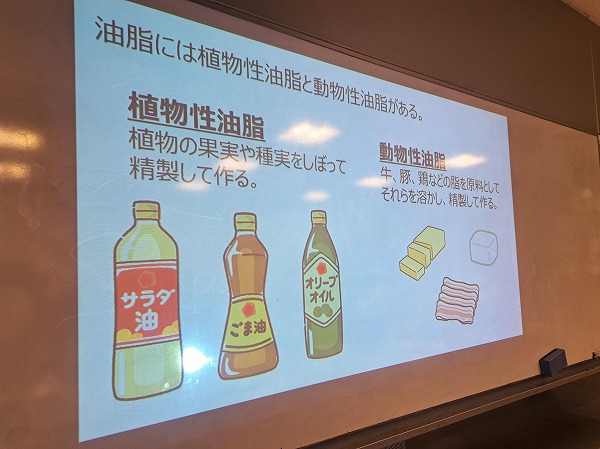 油脂には植物性油脂と動物性油脂がある。
植物性油脂
植物の果実や種実をしぼって
精製して作る。
動物性油脂
牛、豚、鶏などの脂を原料として
それらを溶かし、精製して作る。
サラダ
油
ごま油
オリーブ
オイル